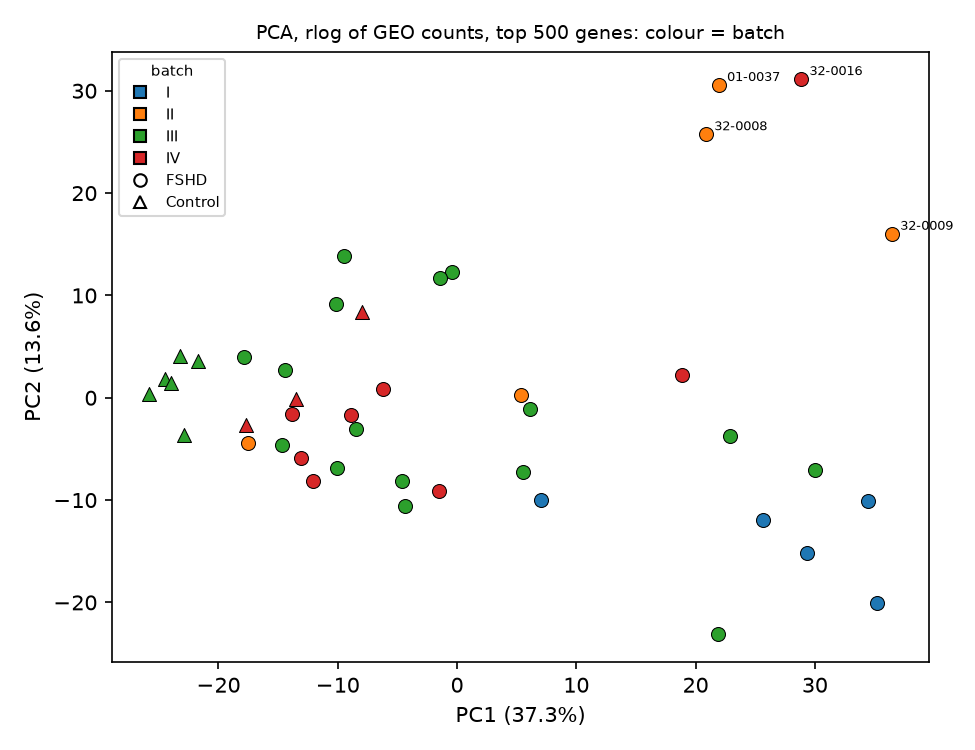 PCA, rlog of GEO counts, top 500 genes: colour = batch
batch
I
II
III
IV
FSHD
Control
01-0037
32-0016
32-0008
32-0009
30
20
10
0
−10
−20
PC2 (13.6%)
−20
−10
0
10
20
30
PC1 (37.3%)